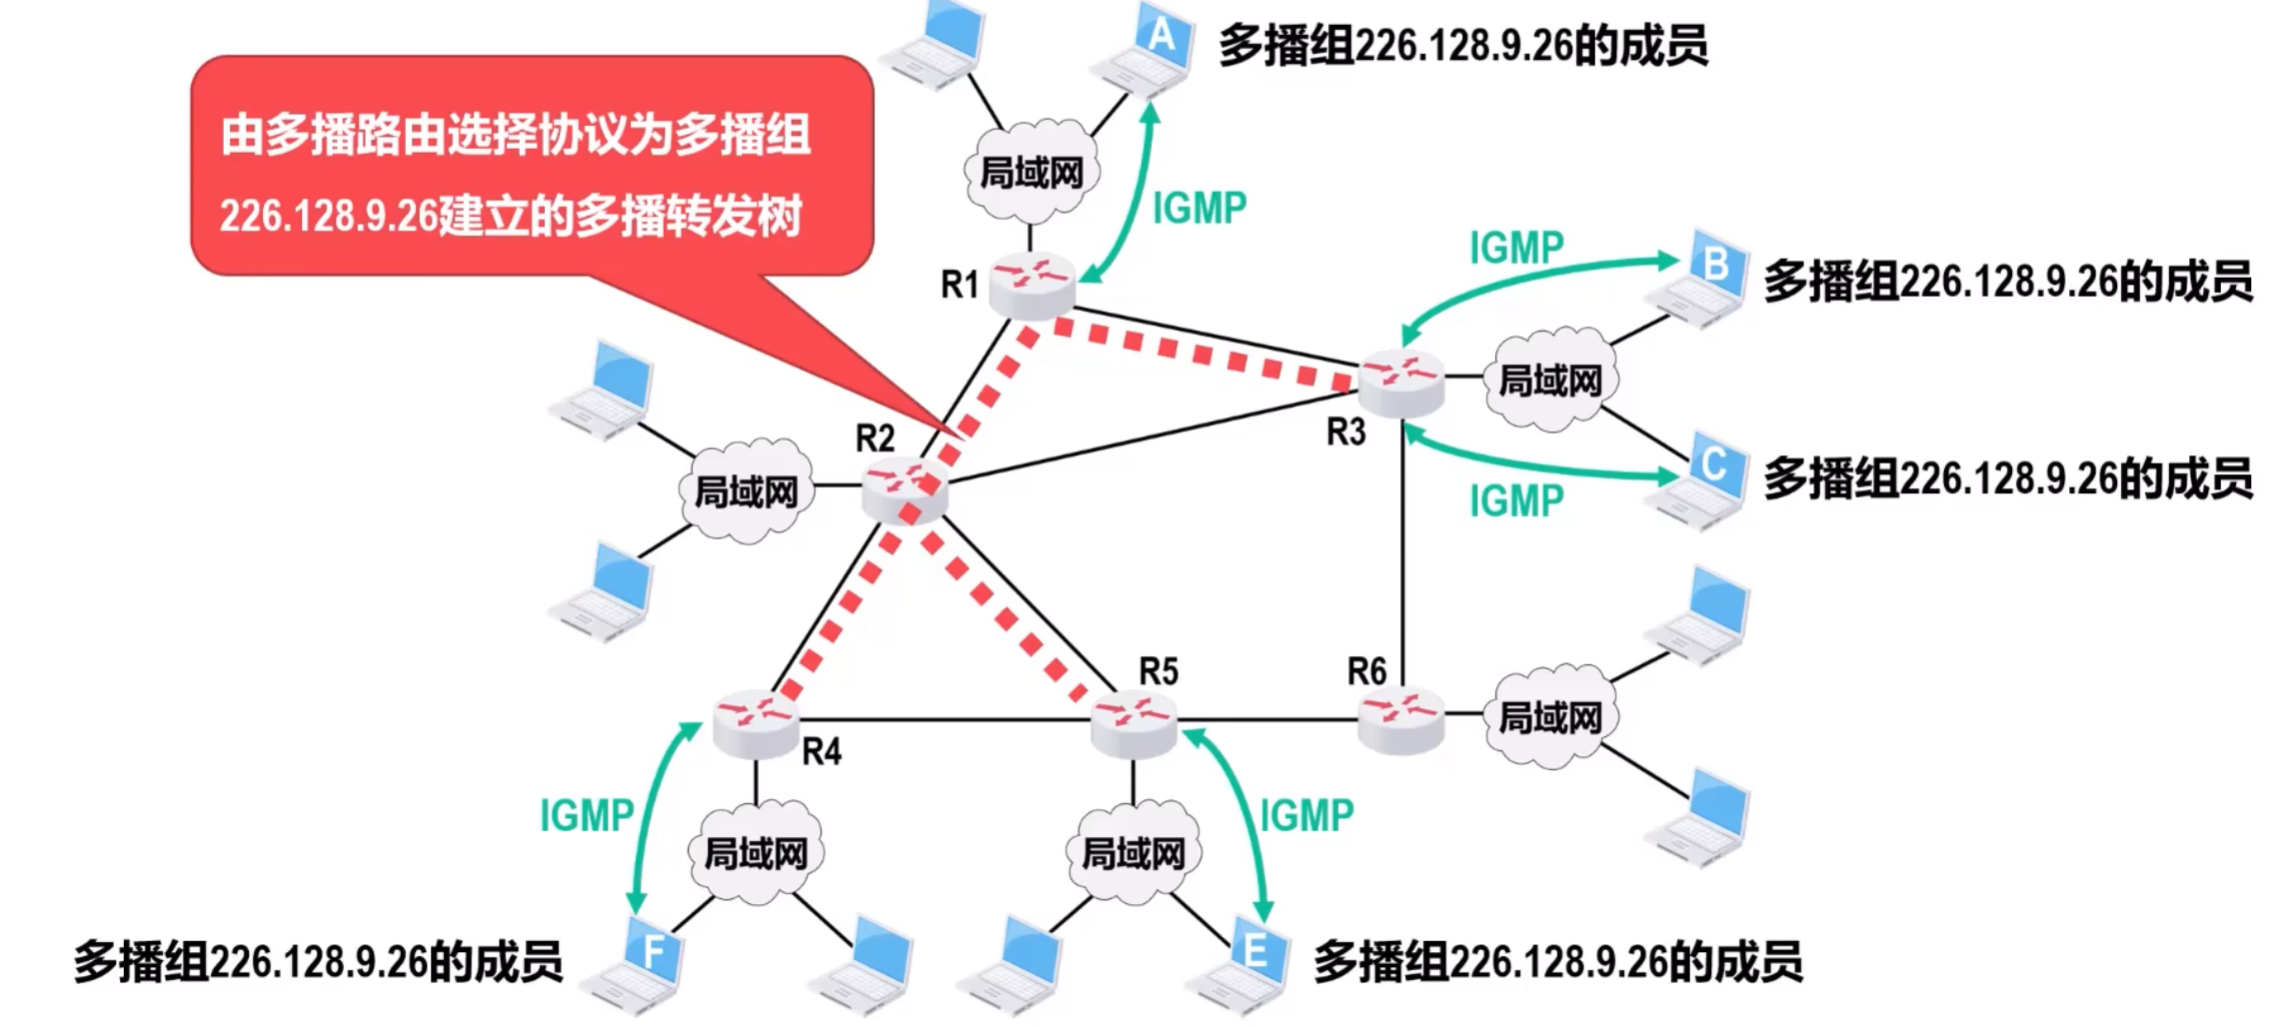 A
多播组226.128.9.26的成员
由多播路由选择协议为多播组
226.128.9.26建立的多播转发树
局域网
IGMP
R1
IGMP
B
多播组226.128.9.26的成员
局域网
R3
R2
C
多播组226.128.9.26的成员
IGMP
局域网
R5
R6
局域网
R4
IGMP
IGMP
局域网
局域网
多播组226.128.9.26的成员
F
E
多播组226.128.9.26的成员